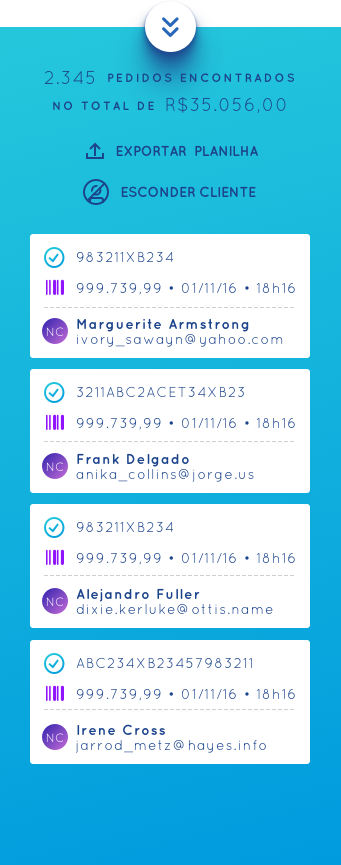 2.345 PEDIDOS ENCONTRADOS
NO TOTAL DE R$35.056,00
EXPORTAR PLANILHA
ESCONDER CLIENTE
983211XB234
999.739,99 • 01/11/16 • 18h16
NC Marguerite Armstrong
ivory_sawayn@yahoo.com
3211ABC2ACET34XB23
999.739,99 • 01/11/16 • 18h16
NC Frank Delgado
anika_collins@jorge.us
983211XB234
999.739,99 • 01/11/16 • 18h16
NC Alejandro Fuller
dixie.kerluke@ottis.name
ABC234XB23457983211
999.739,99 • 01/11/16 • 18h16
NC Irene Cross
jarrod_metz@hayes.info